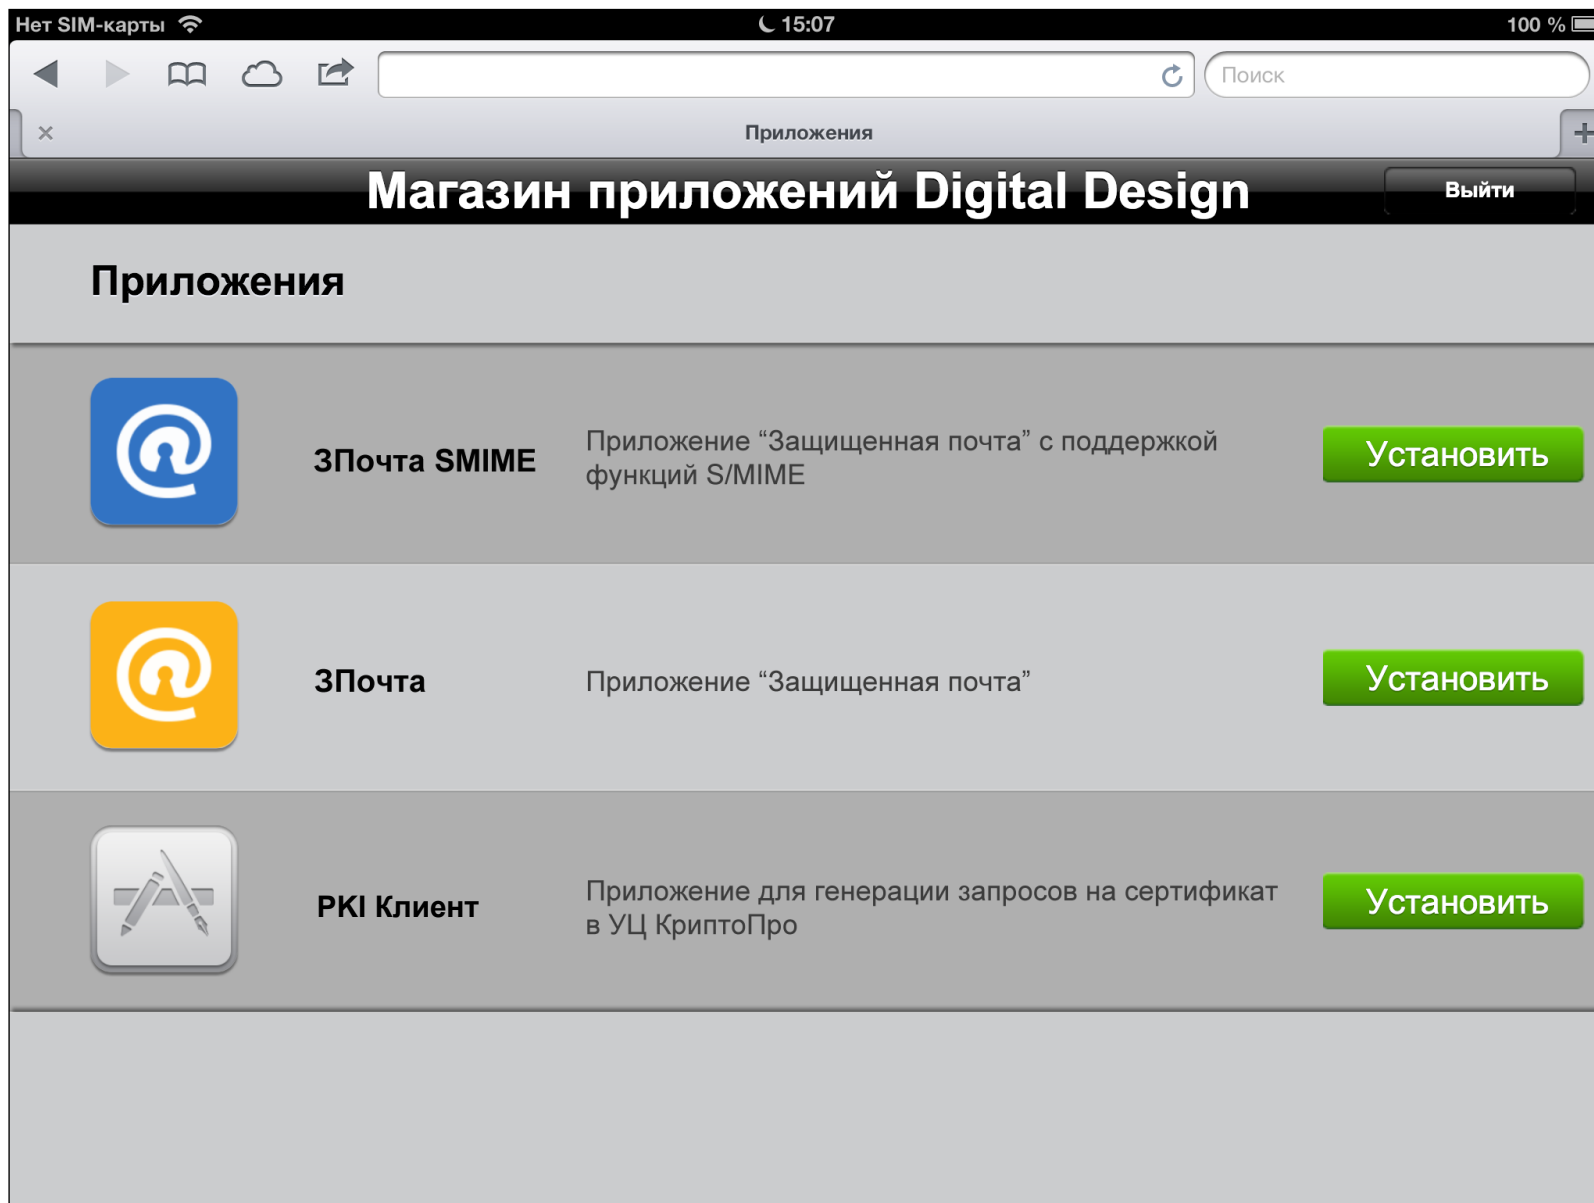 Нет SIM-карты
15:07
100 %
Поиск
Приложения
Магазин приложений Digital Design
Выйти
Приложения
ЗПочта SMIME
Приложение “Защищенная почта” с поддержкой
функций S/MIME
Установить
ЗПочта
Приложение “Защищенная почта”
Установить
PKI Клиент
Приложение для генерации запросов на сертификат
в УЦ КриптоПро
Установить